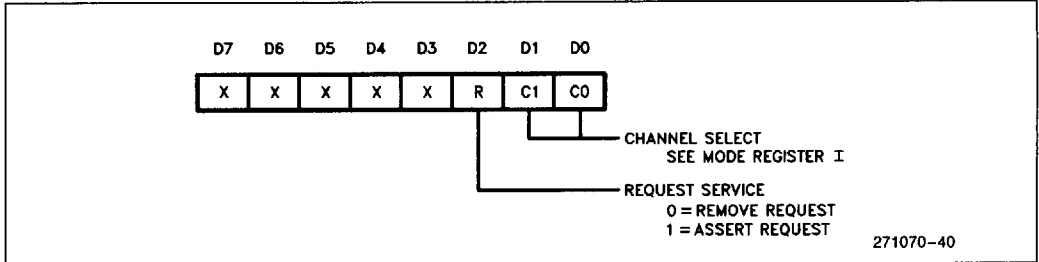 D7 D6 D5 D4 D3 D2 D1 D0
X X X X X R C1 C0
CHANNEL SELECT
SEE MODE REGISTER I
REQUEST SERVICE
0 = REMOVE REQUEST
1 = ASSERT REQUEST
271070-40